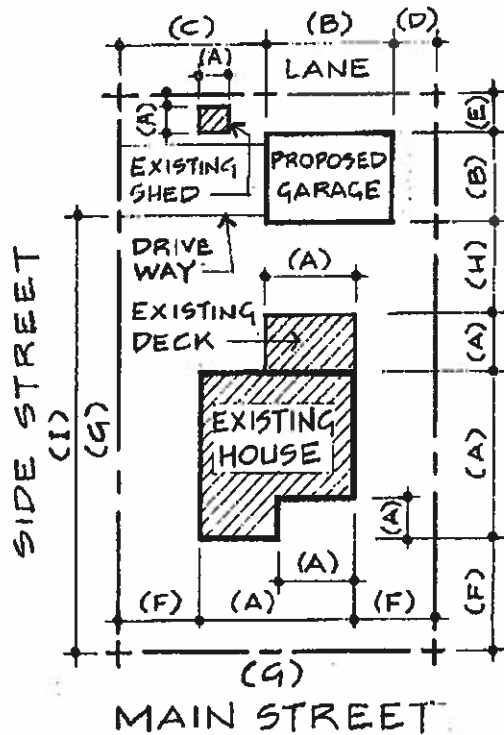 (C) (B) (D)
(A) LANE
(A) (E)
EXISTING SHED
PROPOSED GARAGE
(B)
DRIVE WAY
(A) (H)
EXISTING DECK
(A)
SIDE STREET
(I) (G)
EXISTING HOUSE
(A)
(A)
(A)
(F) (A) (F) (F)
(G)
MAIN STREET